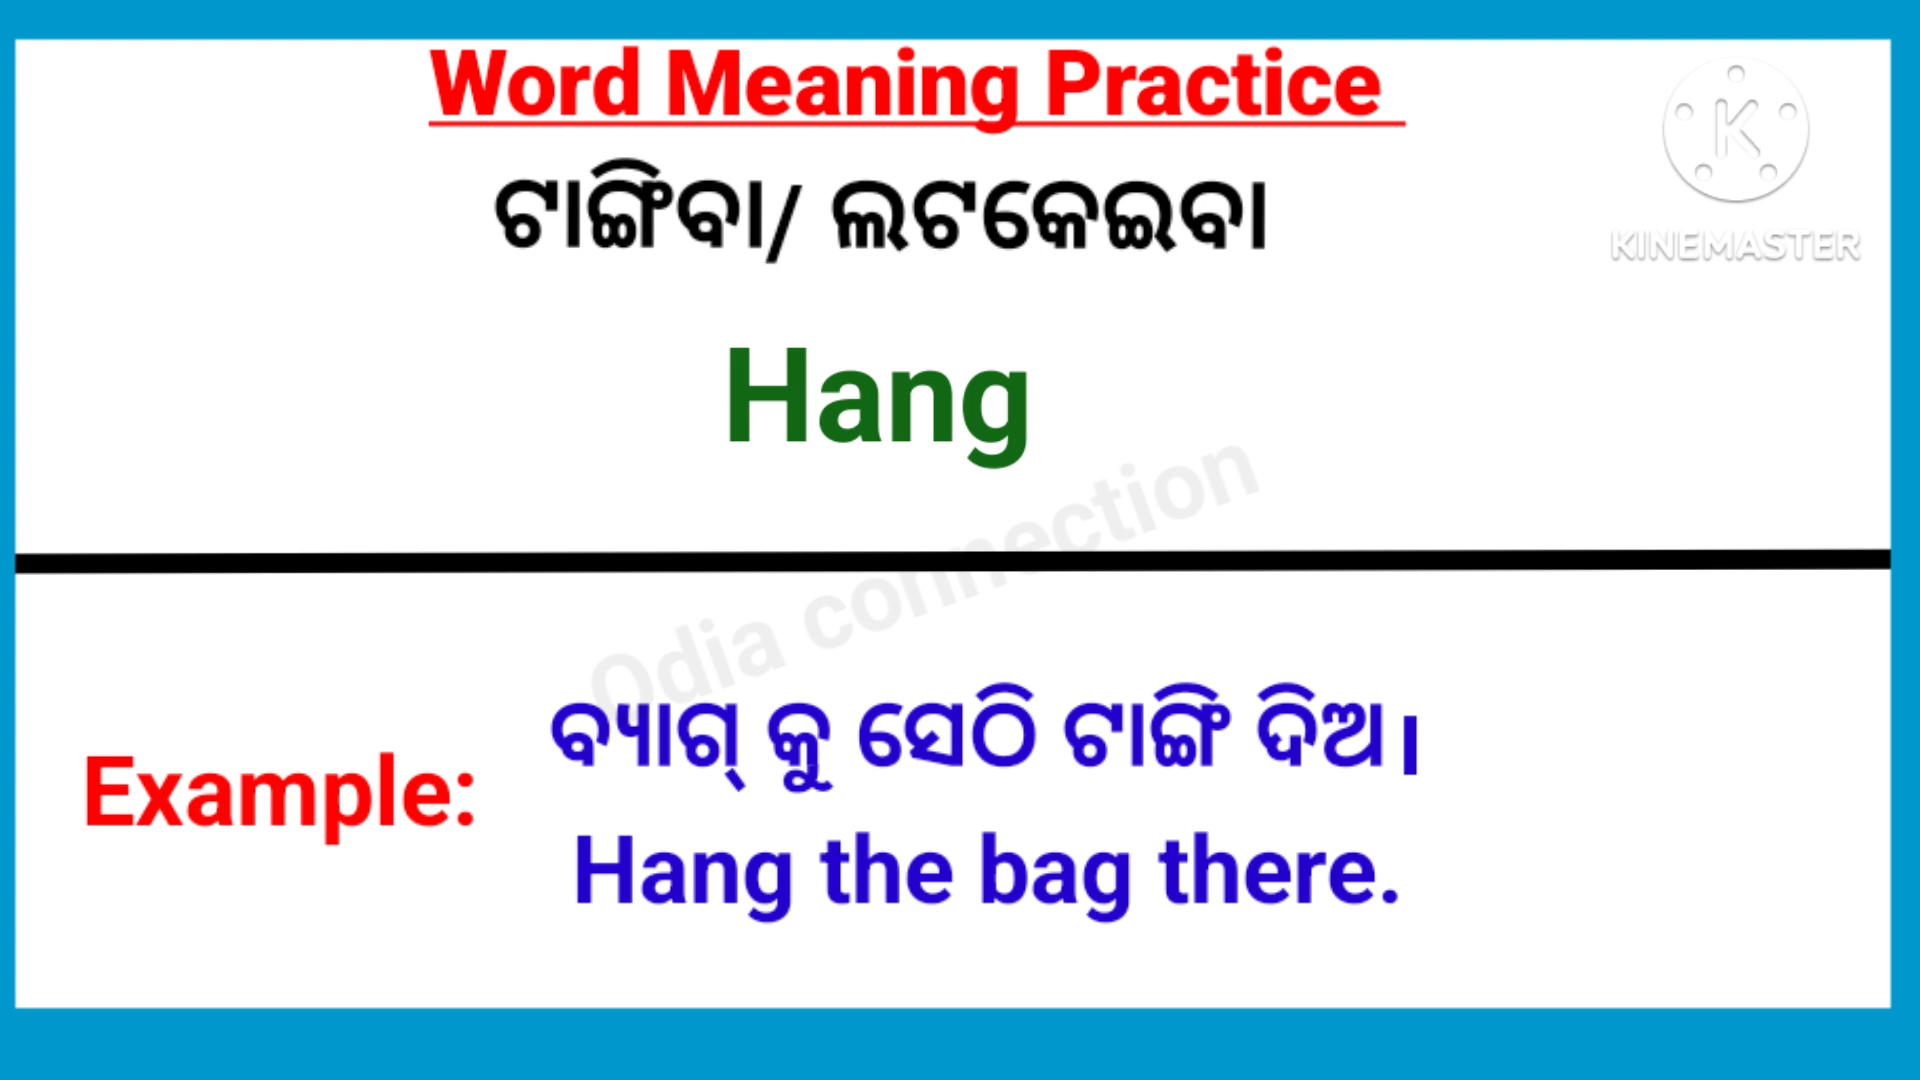 Word Meaning Practice
ଟାଙ୍ଗିବା/ ଲଟକେଇବା
KINEMASTER
Hang
Odia connection
Example:
ବ୍ୟାଗ୍ କୁ ସେଠି ଟାଙ୍ଗି ଦିଅ।
Hang the bag there.